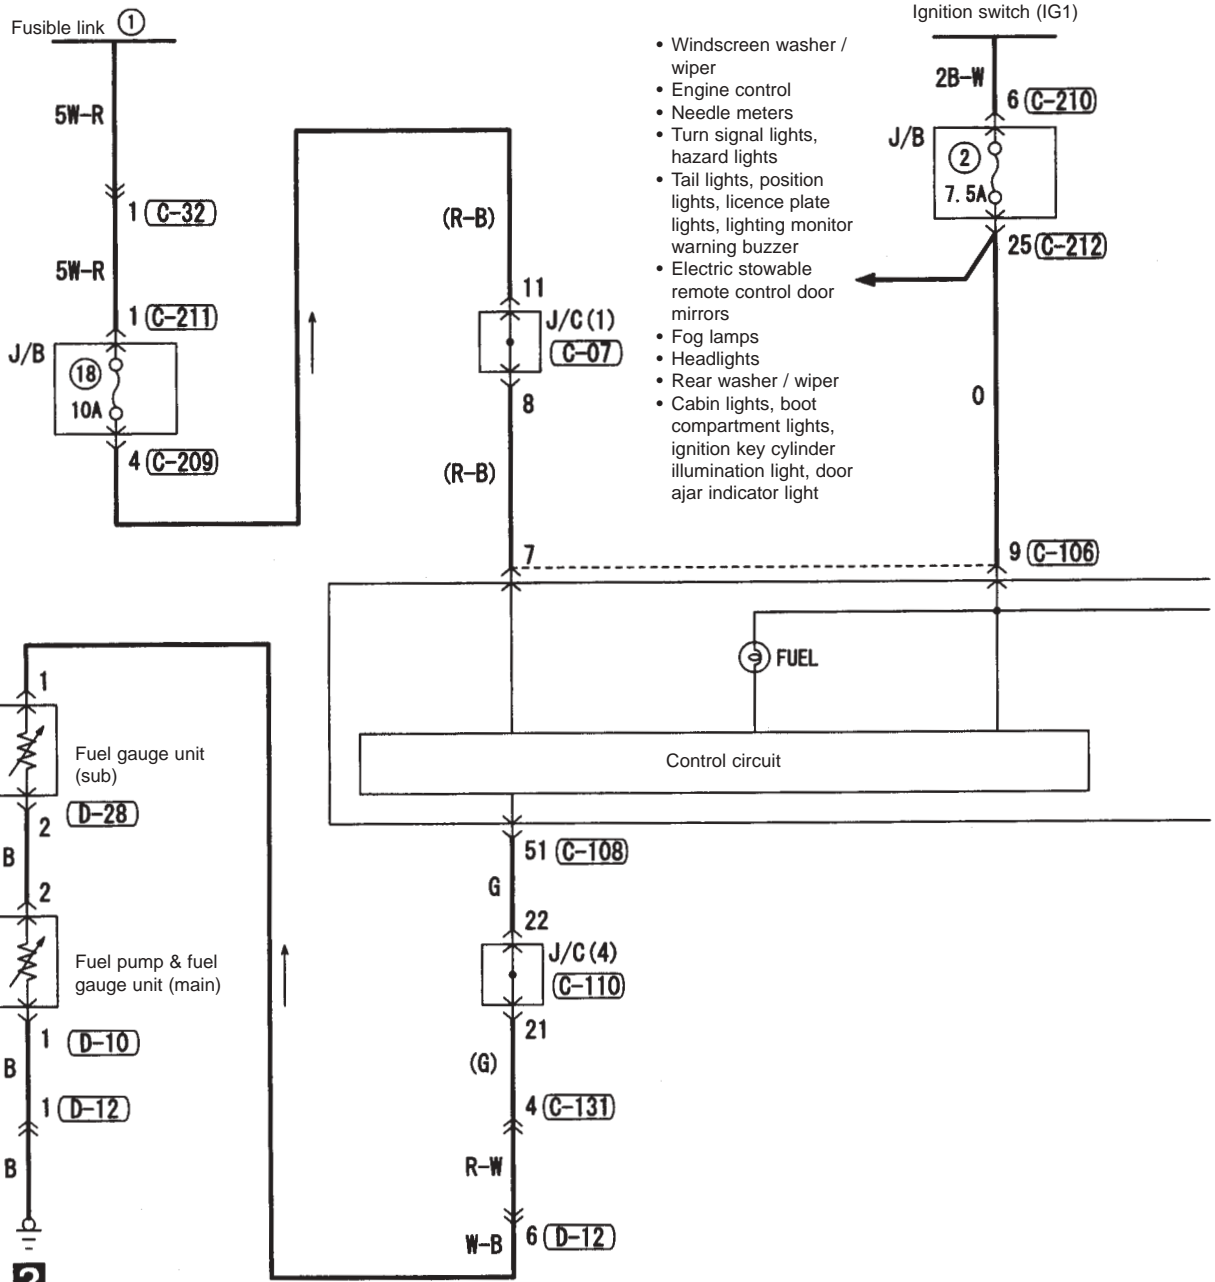 Fusible link 1
5W-R
1 C-32
5W-R
1 C-211
J/B
18
10A
4 C-209
(R-B)
11
J/C(1)
C-07
8
(R-B)
7
• Windscreen washer /
wiper
• Engine control
• Needle meters
• Turn signal lights,
hazard lights
• Tail lights, position
lights, licence plate
lights, lighting monitor
warning buzzer
• Electric stowable
remote control door
mirrors
• Fog lamps
• Headlights
• Rear washer / wiper
• Cabin lights, boot
compartment lights,
ignition key cylinder
illumination light, door
ajar indicator light
Ignition switch (IG1)
2B-W
6 C-210
J/B
2
7.5A
25 C-212
O
9 C-106
FUEL
Control circuit
51 C-108
G
22
J/C(4)
C-110
21
(G)
4 C-131
R-W
6 D-12
W-B
1
Fuel gauge unit
(sub)
D-28
2
B
2
Fuel pump & fuel
gauge unit (main)
1 D-10
B
1 D-12
B
2